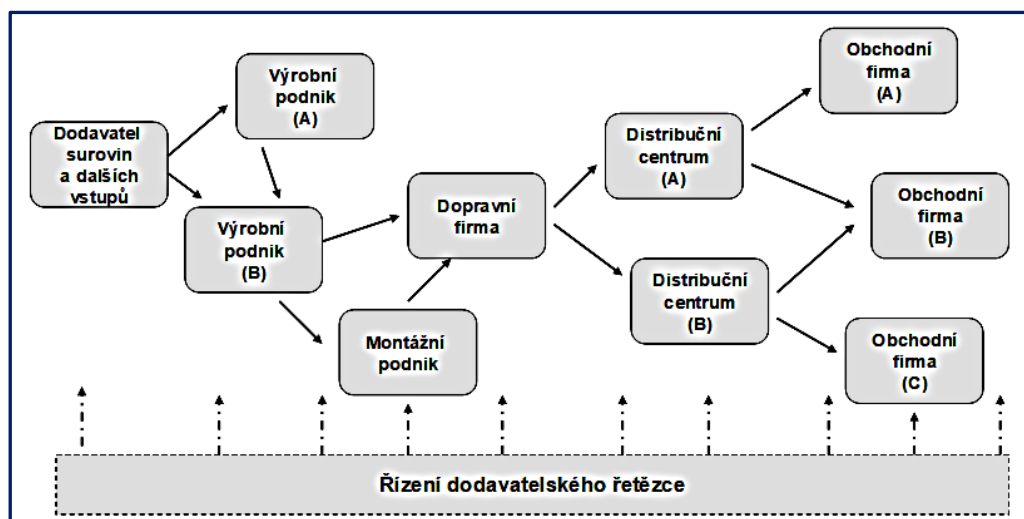 Dodavatel
surovin
a dalších
vstupů
Výrobní
podnik
(A)
Výrobní
podnik
(B)
Montážní
podnik
Dopravní
firma
Distribuční
centrum
(A)
Distribuční
centrum
(B)
Obchodní
firma
(A)
Obchodní
firma
(B)
Obchodní
firma
(C)
Řízení dodavatelského řetězce